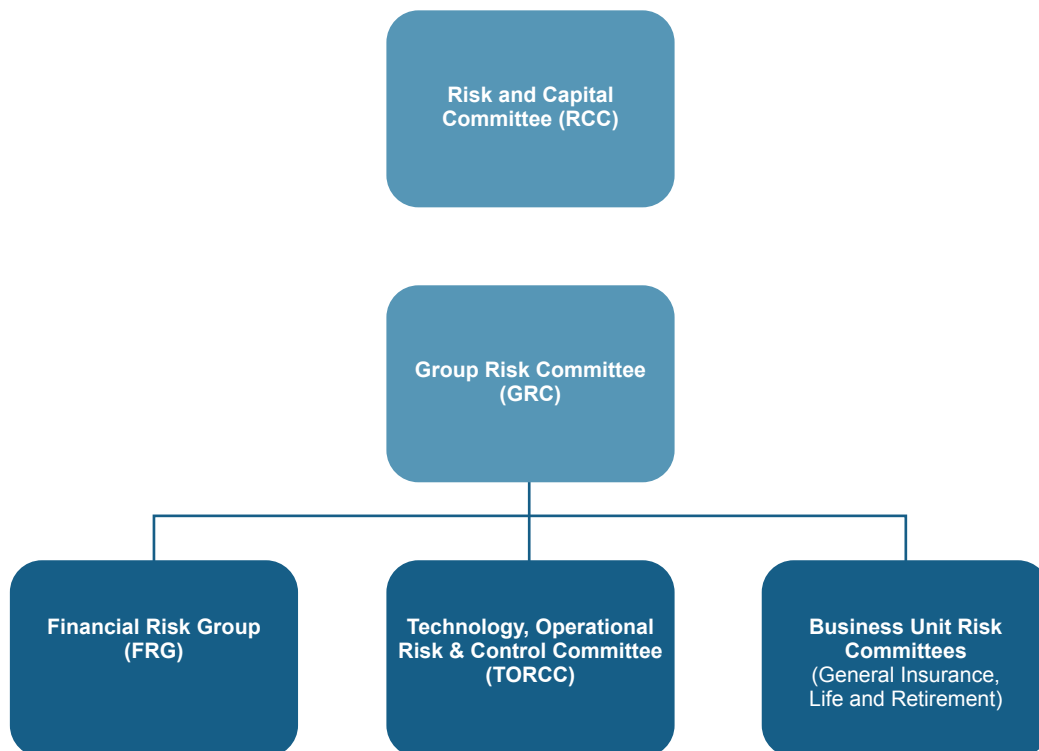 Risk and Capital
Committee (RCC)
Group Risk Committee
(GRC)
Financial Risk Group
(FRG)
Technology, Operational
Risk & Control Committee
(TORCC)
Business Unit Risk
Committees
(General Insurance,
Life and Retirement)